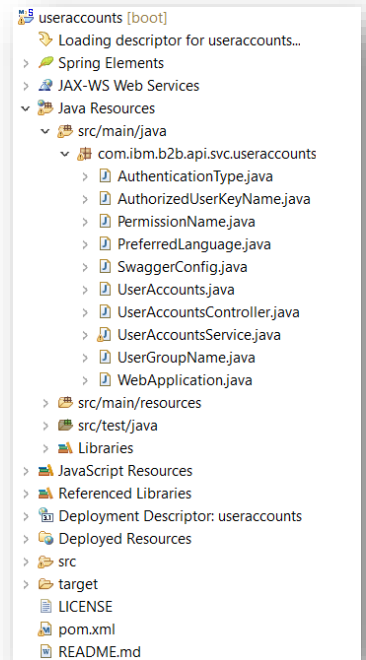 useraccounts [boot]
Loading descriptor for useraccounts...
Spring Elements
JAX-WS Web Services
Java Resources
src/main/java
com.ibm.b2b.api.svc.useraccounts
AuthenticationType.java
AuthorizedUserKeyName.java
PermissionName.java
PreferredLanguage.java
SwaggerConfig.java
UserAccounts.java
UserAccountsController.java
UserAccountsService.java
UserGroupName.java
WebApplication.java
src/main/resources
src/test/java
Libraries
JavaScript Resources
Referenced Libraries
Deployment Descriptor: useraccounts
Deployed Resources
src
target
LICENSE
pom.xml
README.md